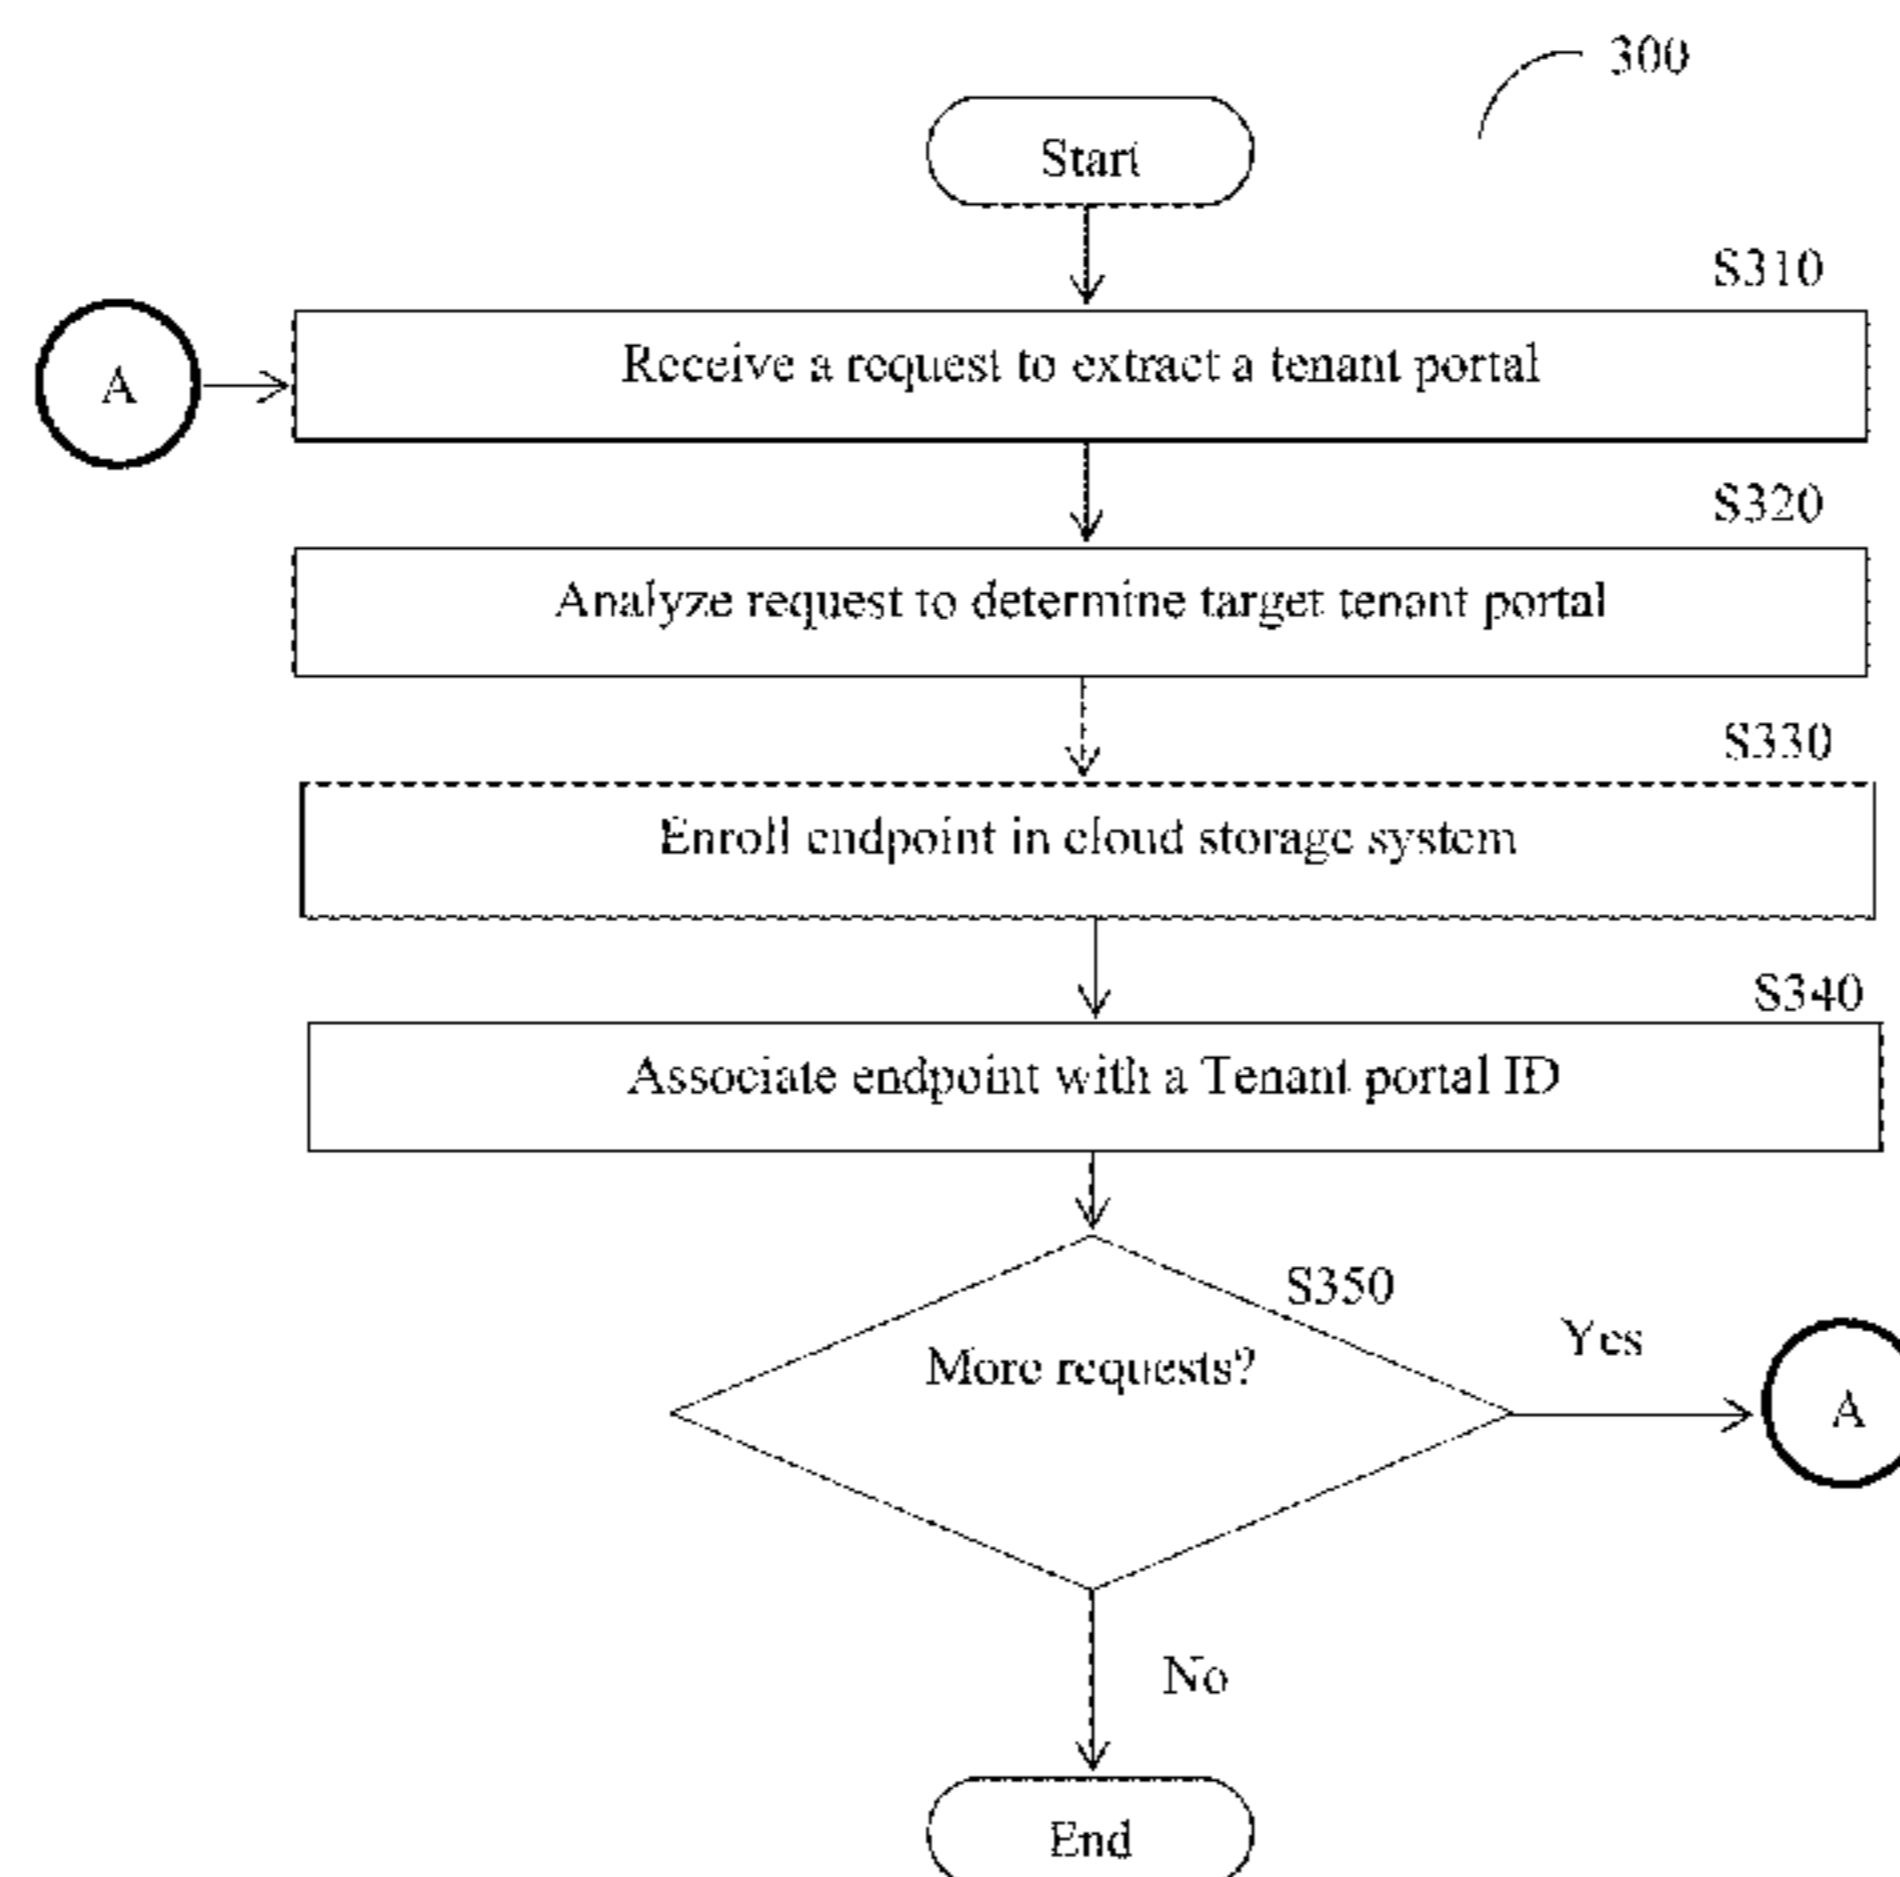 300
Start
S310
A
Receive a request to extract a tenant portal
S320
Analyze request to determine target tenant portal
S330
Enroll endpoint in cloud storage system
S340
Associate endpoint with a Tenant portal ID
S350
More requests?
Yes
A
No
End